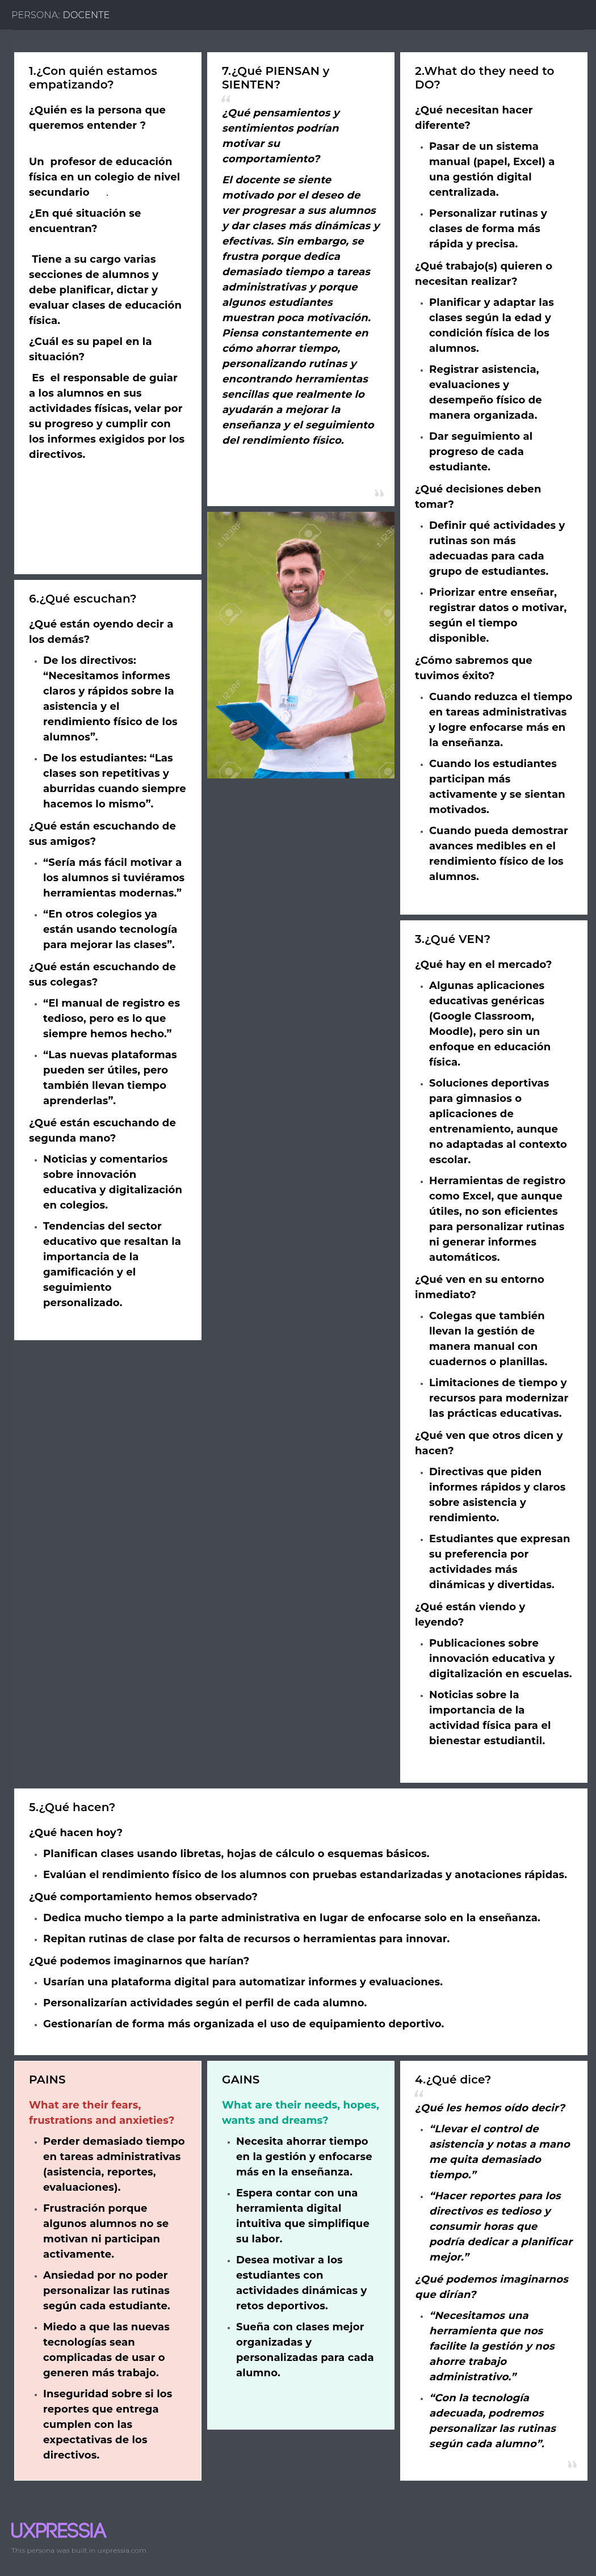 PERSONA: DOCENTE
1.¿Con quién estamos
empatizando?
¿Quién es la persona que
queremos entender ?
Un profesor de educación
física en un colegio de nivel
secundario .
¿En qué situación se
encuentran?
Tiene a su cargo varias
secciones de alumnos y
debe planificar, dictar y
evaluar clases de educación
física.
¿Cuál es su papel en la
situación?
Es el responsable de guiar
a los alumnos en sus
actividades físicas, velar por
su progreso y cumplir con
los informes exigidos por los
directivos.
7.¿Qué PIENSAN y
SIENTEN?
“
¿Qué pensamientos y
sentimientos podrían
motivar su
comportamiento?
El docente se siente
motivado por el deseo de
ver progresar a sus alumnos
y dar clases más dinámicas y
efectivas. Sin embargo, se
frustra porque dedica
demasiado tiempo a tareas
administrativas y porque
algunos estudiantes
muestran poca motivación.
Piensa constantemente en
cómo ahorrar tiempo,
personalizando rutinas y
encontrando herramientas
sencillas que realmente lo
ayudarán a mejorar la
enseñanza y el seguimiento
del rendimiento físico.
”
123RF
2.What do they need to
DO?
¿Qué necesitan hacer
diferente?
• Pasar de un sistema
manual (papel, Excel) a
una gestión digital
centralizada.
• Personalizar rutinas y
clases de forma más
rápida y precisa.
¿Qué trabajo(s) quieren o
necesitan realizar?
• Planificar y adaptar las
clases según la edad y
condición física de los
alumnos.
• Registrar asistencia,
evaluaciones y
desempeño físico de
manera organizada.
• Dar seguimiento al
progreso de cada
estudiante.
¿Qué decisiones deben
tomar?
• Definir qué actividades y
rutinas son más
adecuadas para cada
grupo de estudiantes.
• Priorizar entre enseñar,
registrar datos o motivar,
según el tiempo
disponible.
¿Cómo sabremos que
tuvimos éxito?
• Cuando reduzca el tiempo
en tareas administrativas
y logre enfocarse más en
la enseñanza.
• Cuando los estudiantes
participan más
activamente y se sientan
motivados.
• Cuando pueda demostrar
avances medibles en el
rendimiento físico de los
alumnos.
6.¿Qué escuchan?
¿Qué están oyendo decir a
los demás?
• De los directivos:
“Necesitamos informes
claros y rápidos sobre la
asistencia y el
rendimiento físico de los
alumnos”.
• De los estudiantes: “Las
clases son repetitivas y
aburridas cuando siempre
hacemos lo mismo”.
¿Qué están escuchando de
sus amigos?
• “Sería más fácil motivar a
los alumnos si tuviéramos
herramientas modernas.”
• “En otros colegios ya
están usando tecnología
para mejorar las clases”.
¿Qué están escuchando de
sus colegas?
• “El manual de registro es
tedioso, pero es lo que
siempre hemos hecho.”
• “Las nuevas plataformas
pueden ser útiles, pero
también llevan tiempo
aprenderlas”.
¿Qué están escuchando de
segunda mano?
• Noticias y comentarios
sobre innovación
educativa y digitalización
en colegios.
• Tendencias del sector
educativo que resaltan la
importancia de la
gamificación y el
seguimiento
personalizado.
3.¿Qué VEN?
¿Qué hay en el mercado?
• Algunas aplicaciones
educativas genéricas
(Google Classroom,
Moodle), pero sin un
enfoque en educación
física.
• Soluciones deportivas
para gimnasios o
aplicaciones de
entrenamiento, aunque
no adaptadas al contexto
escolar.
• Herramientas de registro
como Excel, que aunque
útiles, no son eficientes
para personalizar rutinas
ni generar informes
automáticos.
¿Qué ven en su entorno
inmediato?
• Colegas que también
llevan la gestión de
manera manual con
cuadernos o planillas.
• Limitaciones de tiempo y
recursos para modernizar
las prácticas educativas.
¿Qué ven que otros dicen y
hacen?
• Directivas que piden
informes rápidos y claros
sobre asistencia y
rendimiento.
• Estudiantes que expresan
su preferencia por
actividades más
dinámicas y divertidas.
¿Qué están viendo y
leyendo?
• Publicaciones sobre
innovación educativa y
digitalización en escuelas.
• Noticias sobre la
importancia de la
actividad física para el
bienestar estudiantil.
5.¿Qué hacen?
¿Qué hacen hoy?
• Planifican clases usando libretas, hojas de cálculo o esquemas básicos.
• Evalúan el rendimiento físico de los alumnos con pruebas estandarizadas y anotaciones rápidas.
¿Qué comportamiento hemos observado?
• Dedica mucho tiempo a la parte administrativa en lugar de enfocarse solo en la enseñanza.
• Repitan rutinas de clase por falta de recursos o herramientas para innovar.
¿Qué podemos imaginarnos que harían?
• Usarían una plataforma digital para automatizar informes y evaluaciones.
• Personalizarían actividades según el perfil de cada alumno.
• Gestionarían de forma más organizada el uso de equipamiento deportivo.
PAINS
What are their fears,
frustrations and anxieties?
• Perder demasiado tiempo
en tareas administrativas
(asistencia, reportes,
evaluaciones).
• Frustración porque
algunos alumnos no se
motivan ni participan
activamente.
• Ansiedad por no poder
personalizar las rutinas
según cada estudiante.
• Miedo a que las nuevas
tecnologías sean
complicadas de usar o
generen más trabajo.
• Inseguridad sobre si los
reportes que entrega
cumplen con las
expectativas de los
directivos.
GAINS
What are their needs, hopes,
wants and dreams?
• Necesita ahorrar tiempo
en la gestión y enfocarse
más en la enseñanza.
• Espera contar con una
herramienta digital
intuitiva que simplifique
su labor.
• Desea motivar a los
estudiantes con
actividades dinámicas y
retos deportivos.
• Sueña con clases mejor
organizadas y
personalizadas para cada
alumno.
4.¿Qué dice?
“
¿Qué les hemos oído decir?
• “Llevar el control de
asistencia y notas a mano
me quita demasiado
tiempo.”
• “Hacer reportes para los
directivos es tedioso y
consumir horas que
podría dedicar a planificar
mejor.”
¿Qué podemos imaginarnos
que dirían?
• “Necesitamos una
herramienta que nos
facilite la gestión y nos
ahorre trabajo
administrativo.”
• “Con la tecnología
adecuada, podremos
personalizar las rutinas
según cada alumno”.
”
UXPRESSIA
This persona was built in uxpressia.com